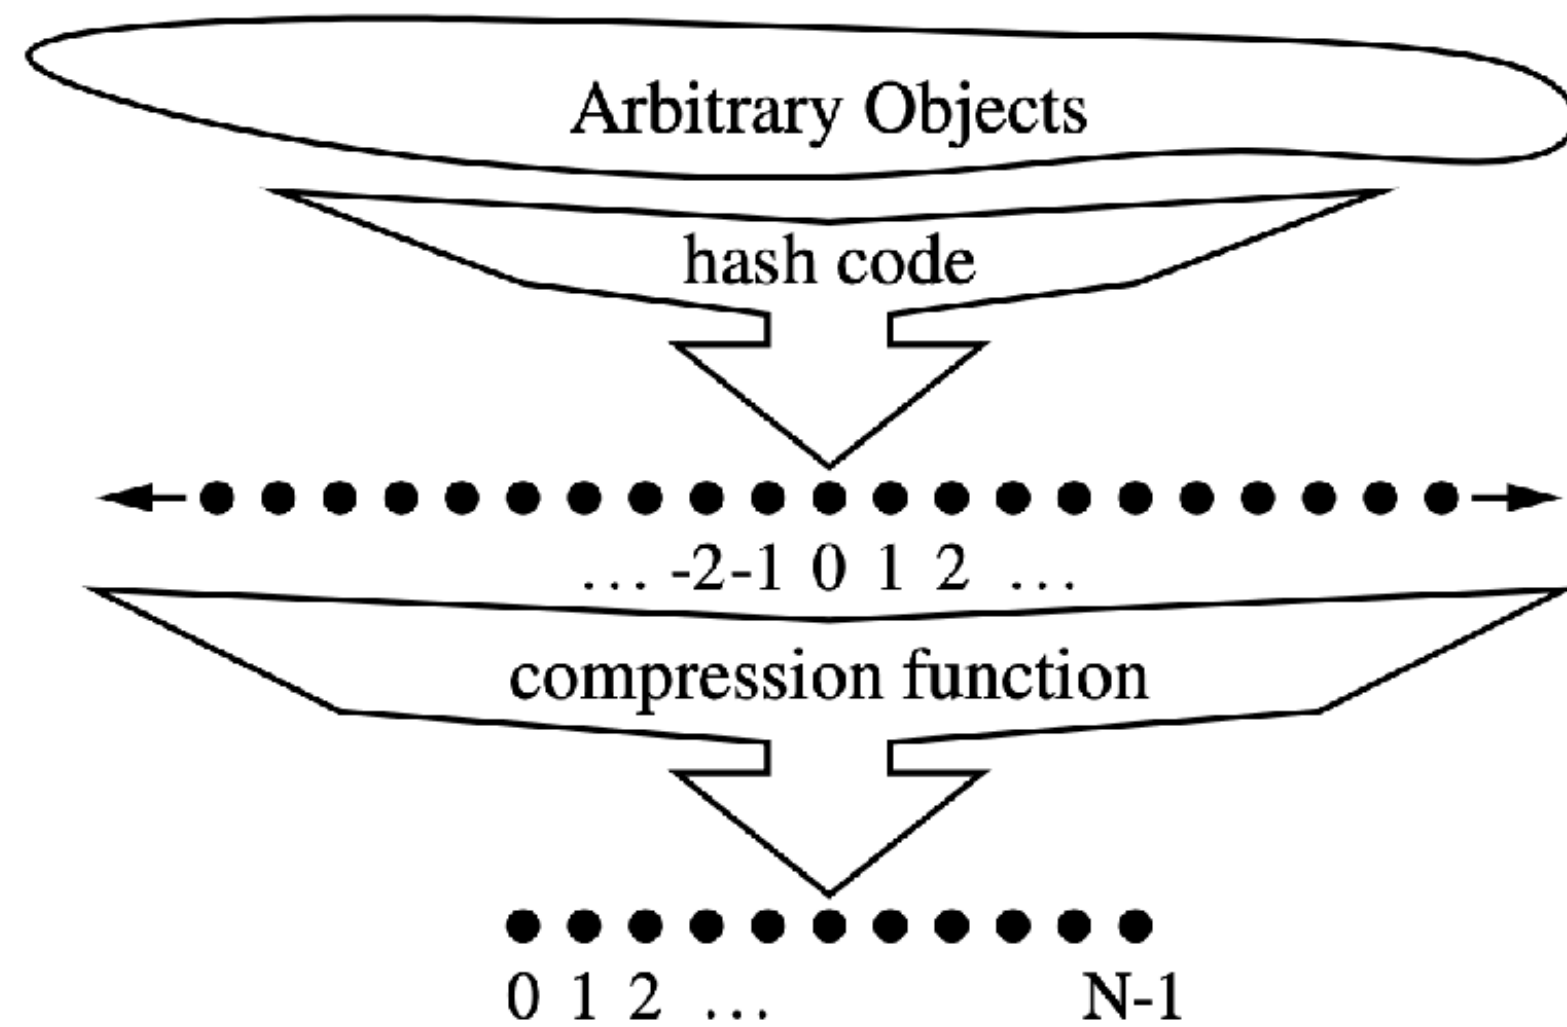 Arbitrary Objects
hash code
... -2 -1 0 1 2 ...
compression function
0 1 2 ... N-1